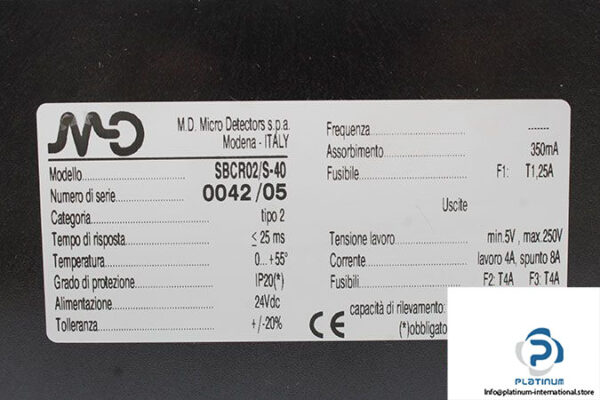 MD
M.D. Micro Detectors s.p.a.
Modena - ITALY
Modello SBCR02/S-40
Numero di serie 0042/05
Categoria tipo 2
Tempo di risposta ≤ 25 ms
Temperatura 0...+55°
Grado di protezione IP20(*)
Alimentazione 24Vdc
Tolleranza +/-20%
Frequenza ------
Assorbimento 350mA
Fusibile F1: T1,25A
Uscite
Tensione lavoro min.5V, max.250V
Corrente lavoro 4A, spunto 8A
Fusibili F2: T4A F3: T4A
CE
capacità di rilevamento:
(*)obbligato
PLATINUM
Info@platinum-international.store